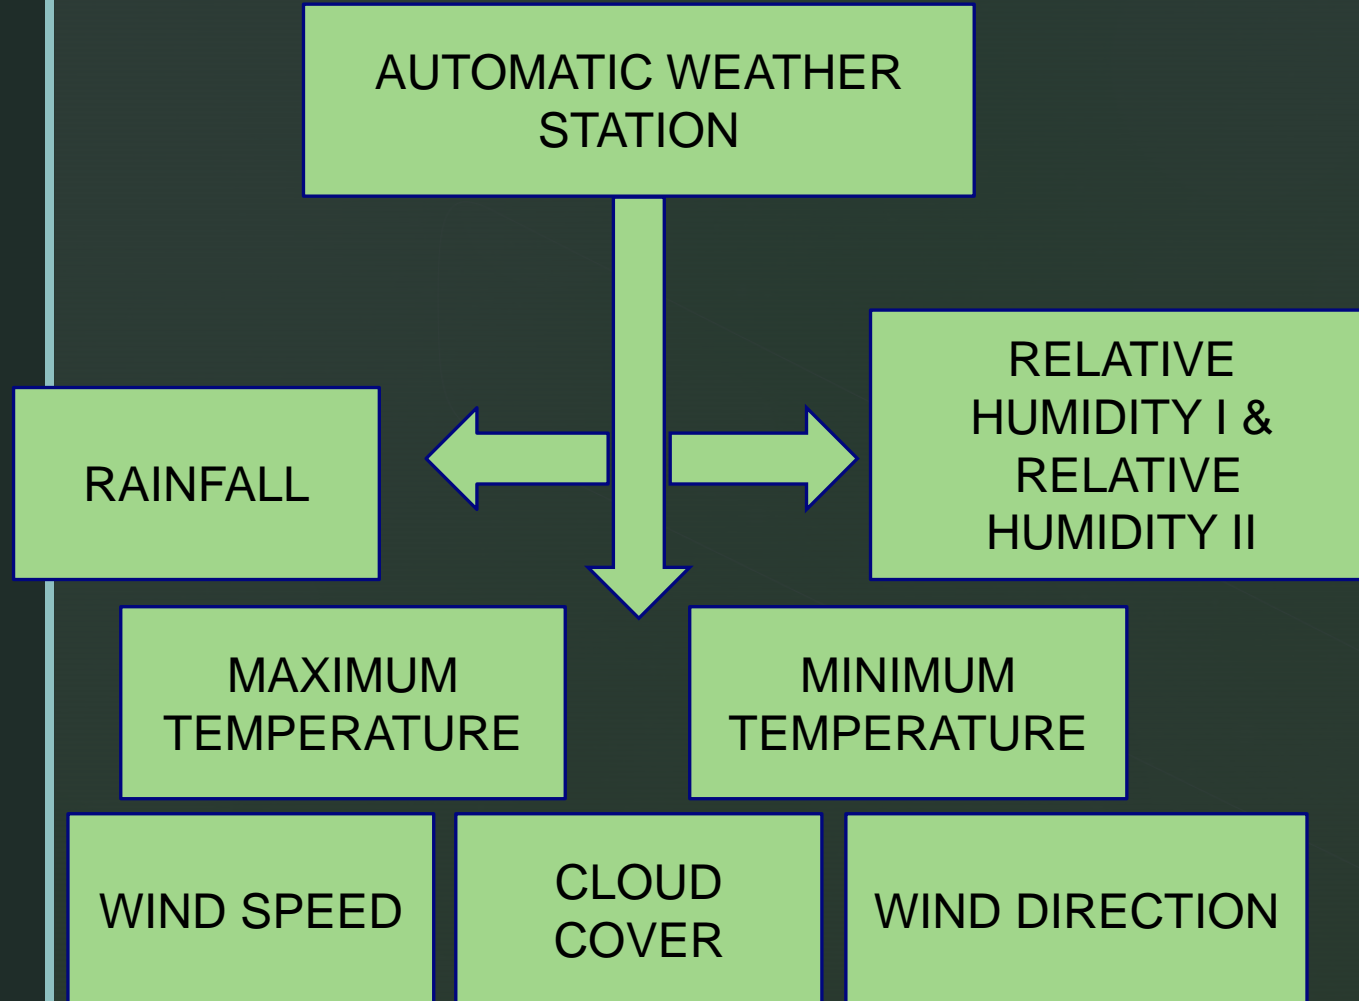 AUTOMATIC WEATHER
STATION
RAINFALL
RELATIVE
HUMIDITY I &
RELATIVE
HUMIDITY II
MAXIMUM
TEMPERATURE
MINIMUM
TEMPERATURE
WIND SPEED
CLOUD
COVER
WIND DIRECTION